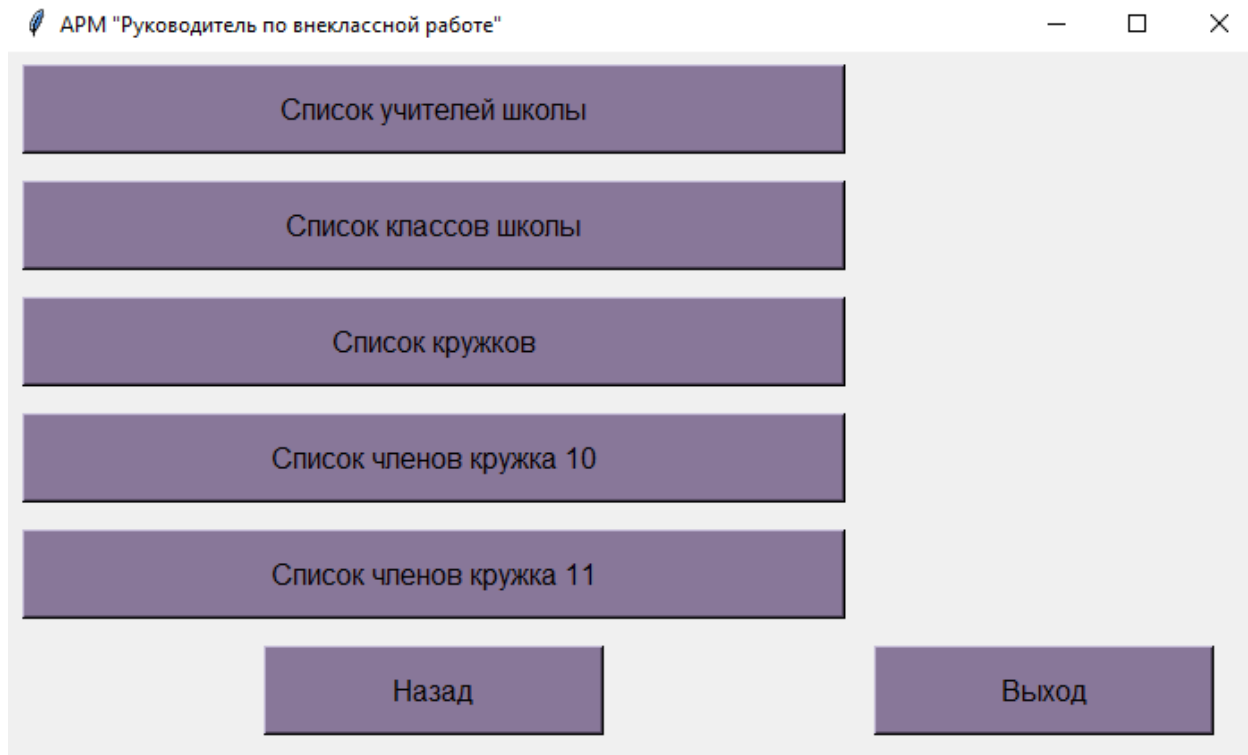 АРМ "Руководитель по внеклассной работе"
Список учителей школы
Список классов школы
Список кружков
Список членов кружка 10
Список членов кружка 11
Назад
Выход